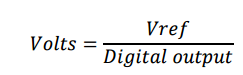 Volts = Vref / Digital output